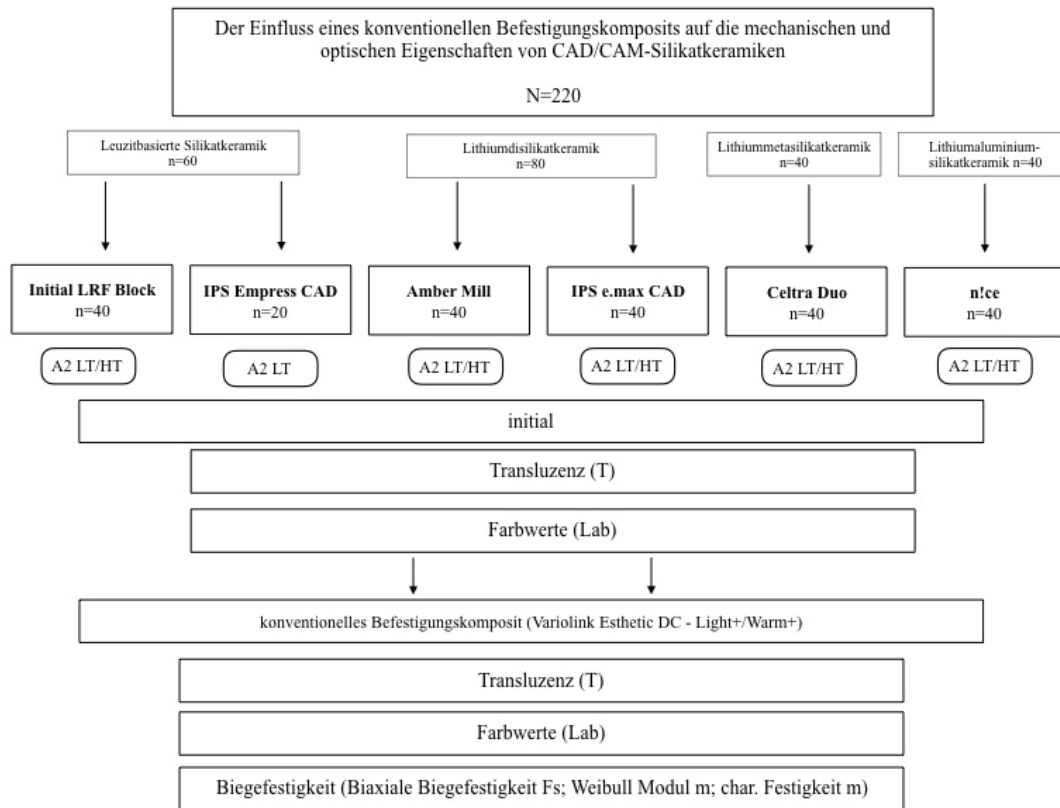 Der Einfluss eines konventionellen Befestigungskomposits auf die mechanischen und
optischen Eigenschaften von CAD/CAM-Silikatkeramiken
N=220
Leuzitbasierte Silikatkeramik
n=60
Lithiumdisilikatkeramik
n=80
Lithiummetasilikatkeramik
n=40
Lithiumaluminium-
silikatkeramik n=40
Initial LRF Block
n=40
IPS Empress CAD
n=20
Amber Mill
n=40
IPS e.max CAD
n=40
Celtra Duo
n=40
n!ce
n=40
A2 LT/HT
A2 LT
A2 LT/HT
A2 LT/HT
A2 LT/HT
A2 LT/HT
initial
Transluzenz (T)
Farbwerte (Lab)
konventionelles Befestigungskomposit (Variolink Esthetic DC - Light+/Warm+)
Transluzenz (T)
Farbwerte (Lab)
Biegefestigkeit (Biaxiale Biegefestigkeit Fs; Weibull Modul m; char. Festigkeit m)